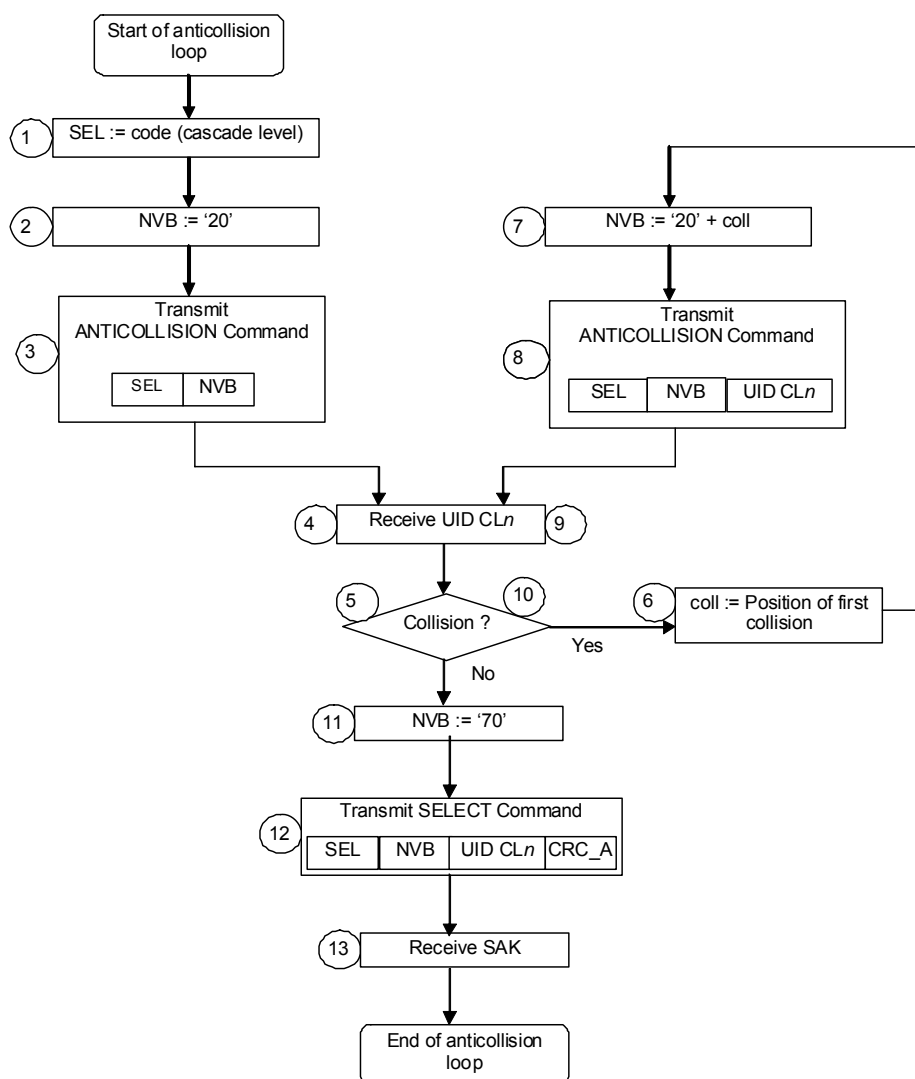 Start of anticollision
loop
1
SEL := code (cascade level)
2
NVB := ‘20’
3
Transmit
ANTICOLLISION Command
SEL NVB
7
NVB := ‘20’ + coll
8
Transmit
ANTICOLLISION Command
SEL NVB UID CLn
4
Receive UID CLn
9
5
Collision ?
10
Yes
No
6
coll := Position of first
collision
11
NVB := ‘70’
12
Transmit SELECT Command
SEL NVB UID CLn CRC_A
13
Receive SAK
End of anticollision
loop